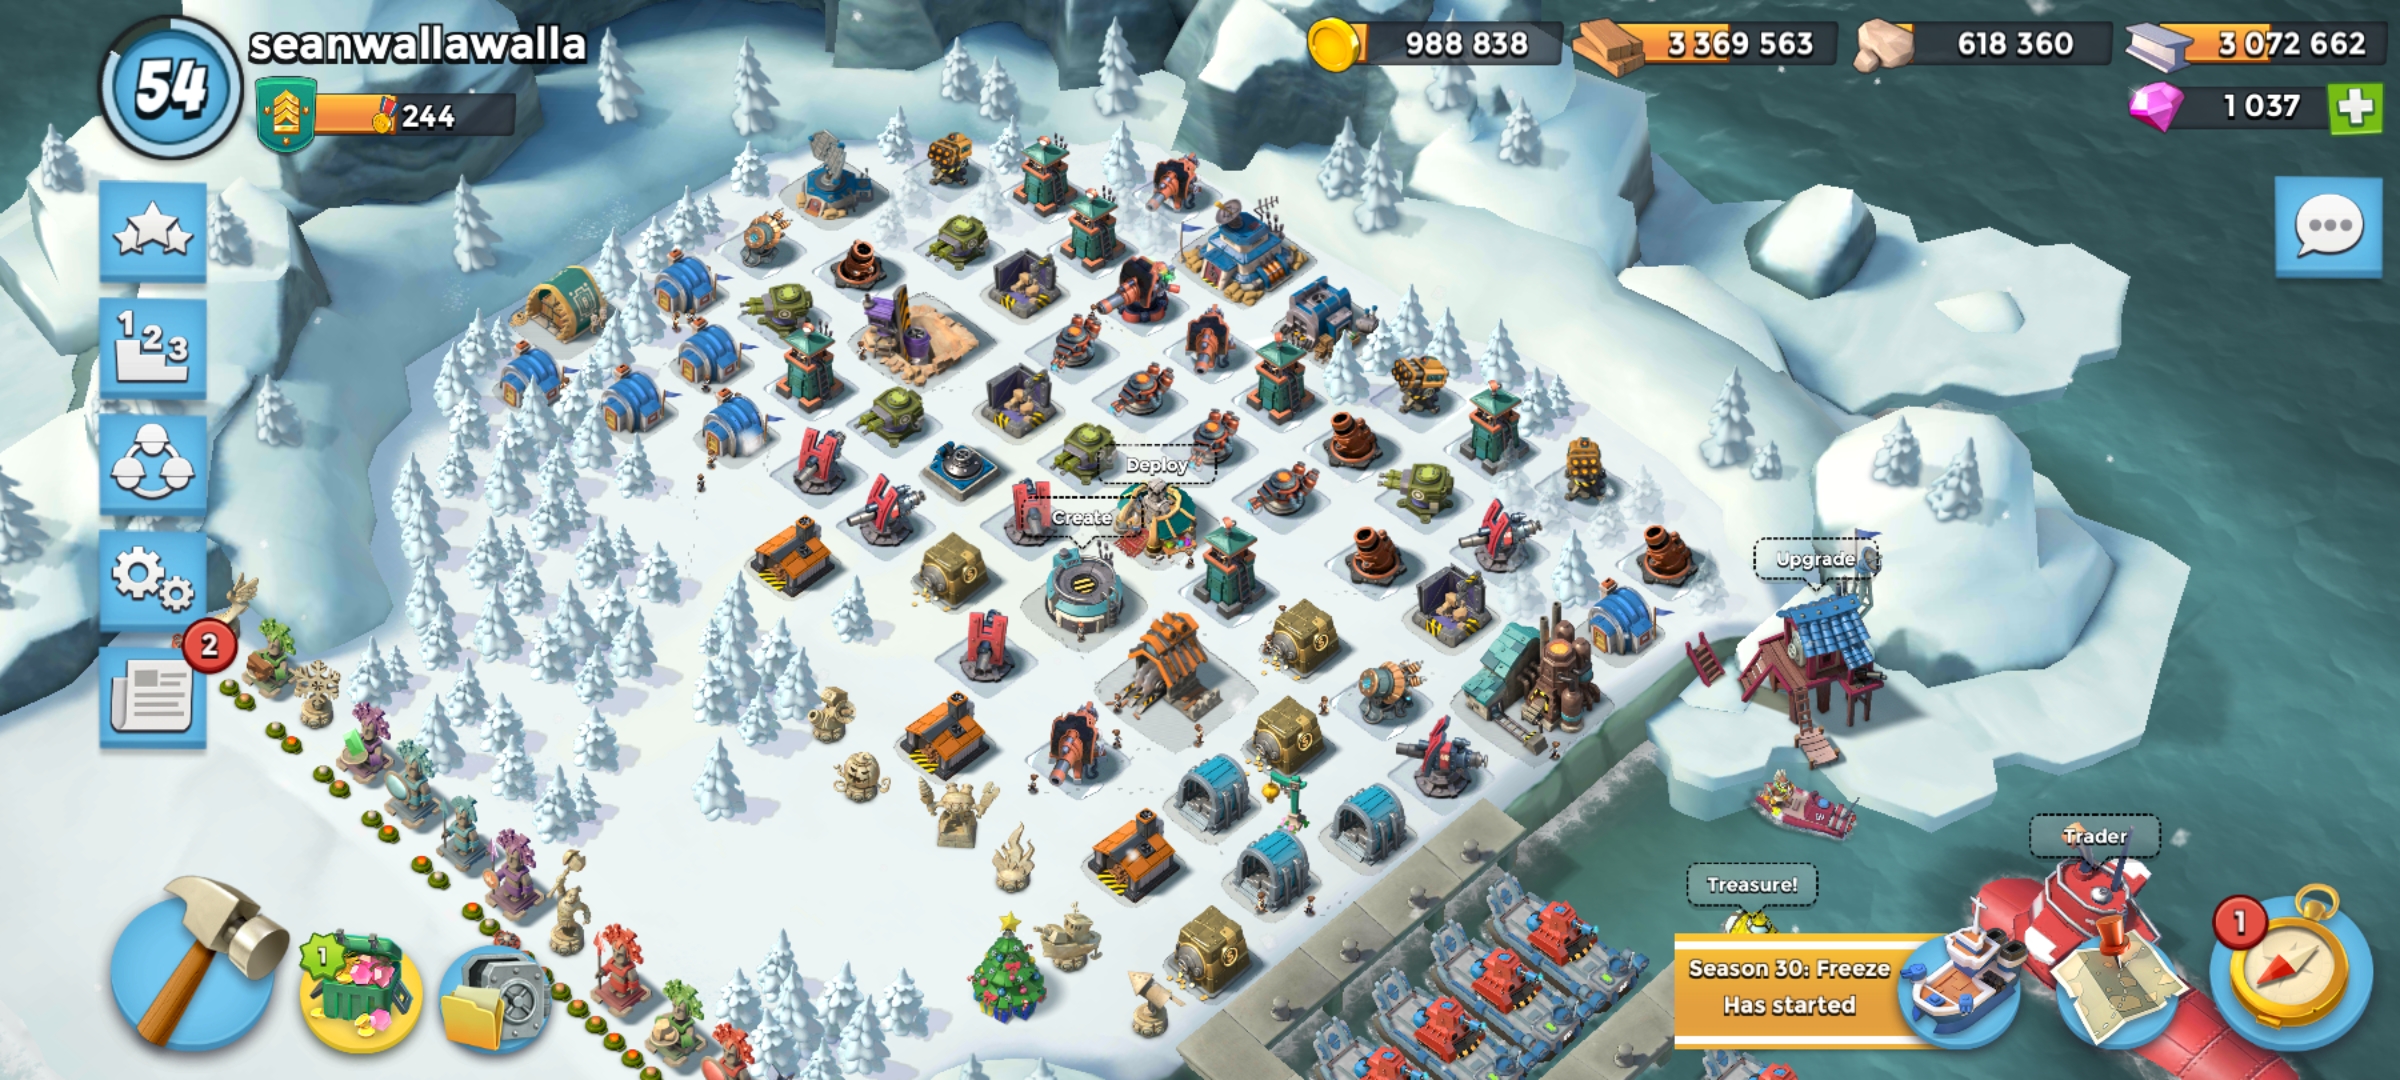 54
seanwallawalla
244
988 838
3 369 563
618 360
3 072 662
1 037
1 2 3
2
Deploy
Create
Upgrade
Trader
Treasure!
1
1
Season 30: Freeze
Has started